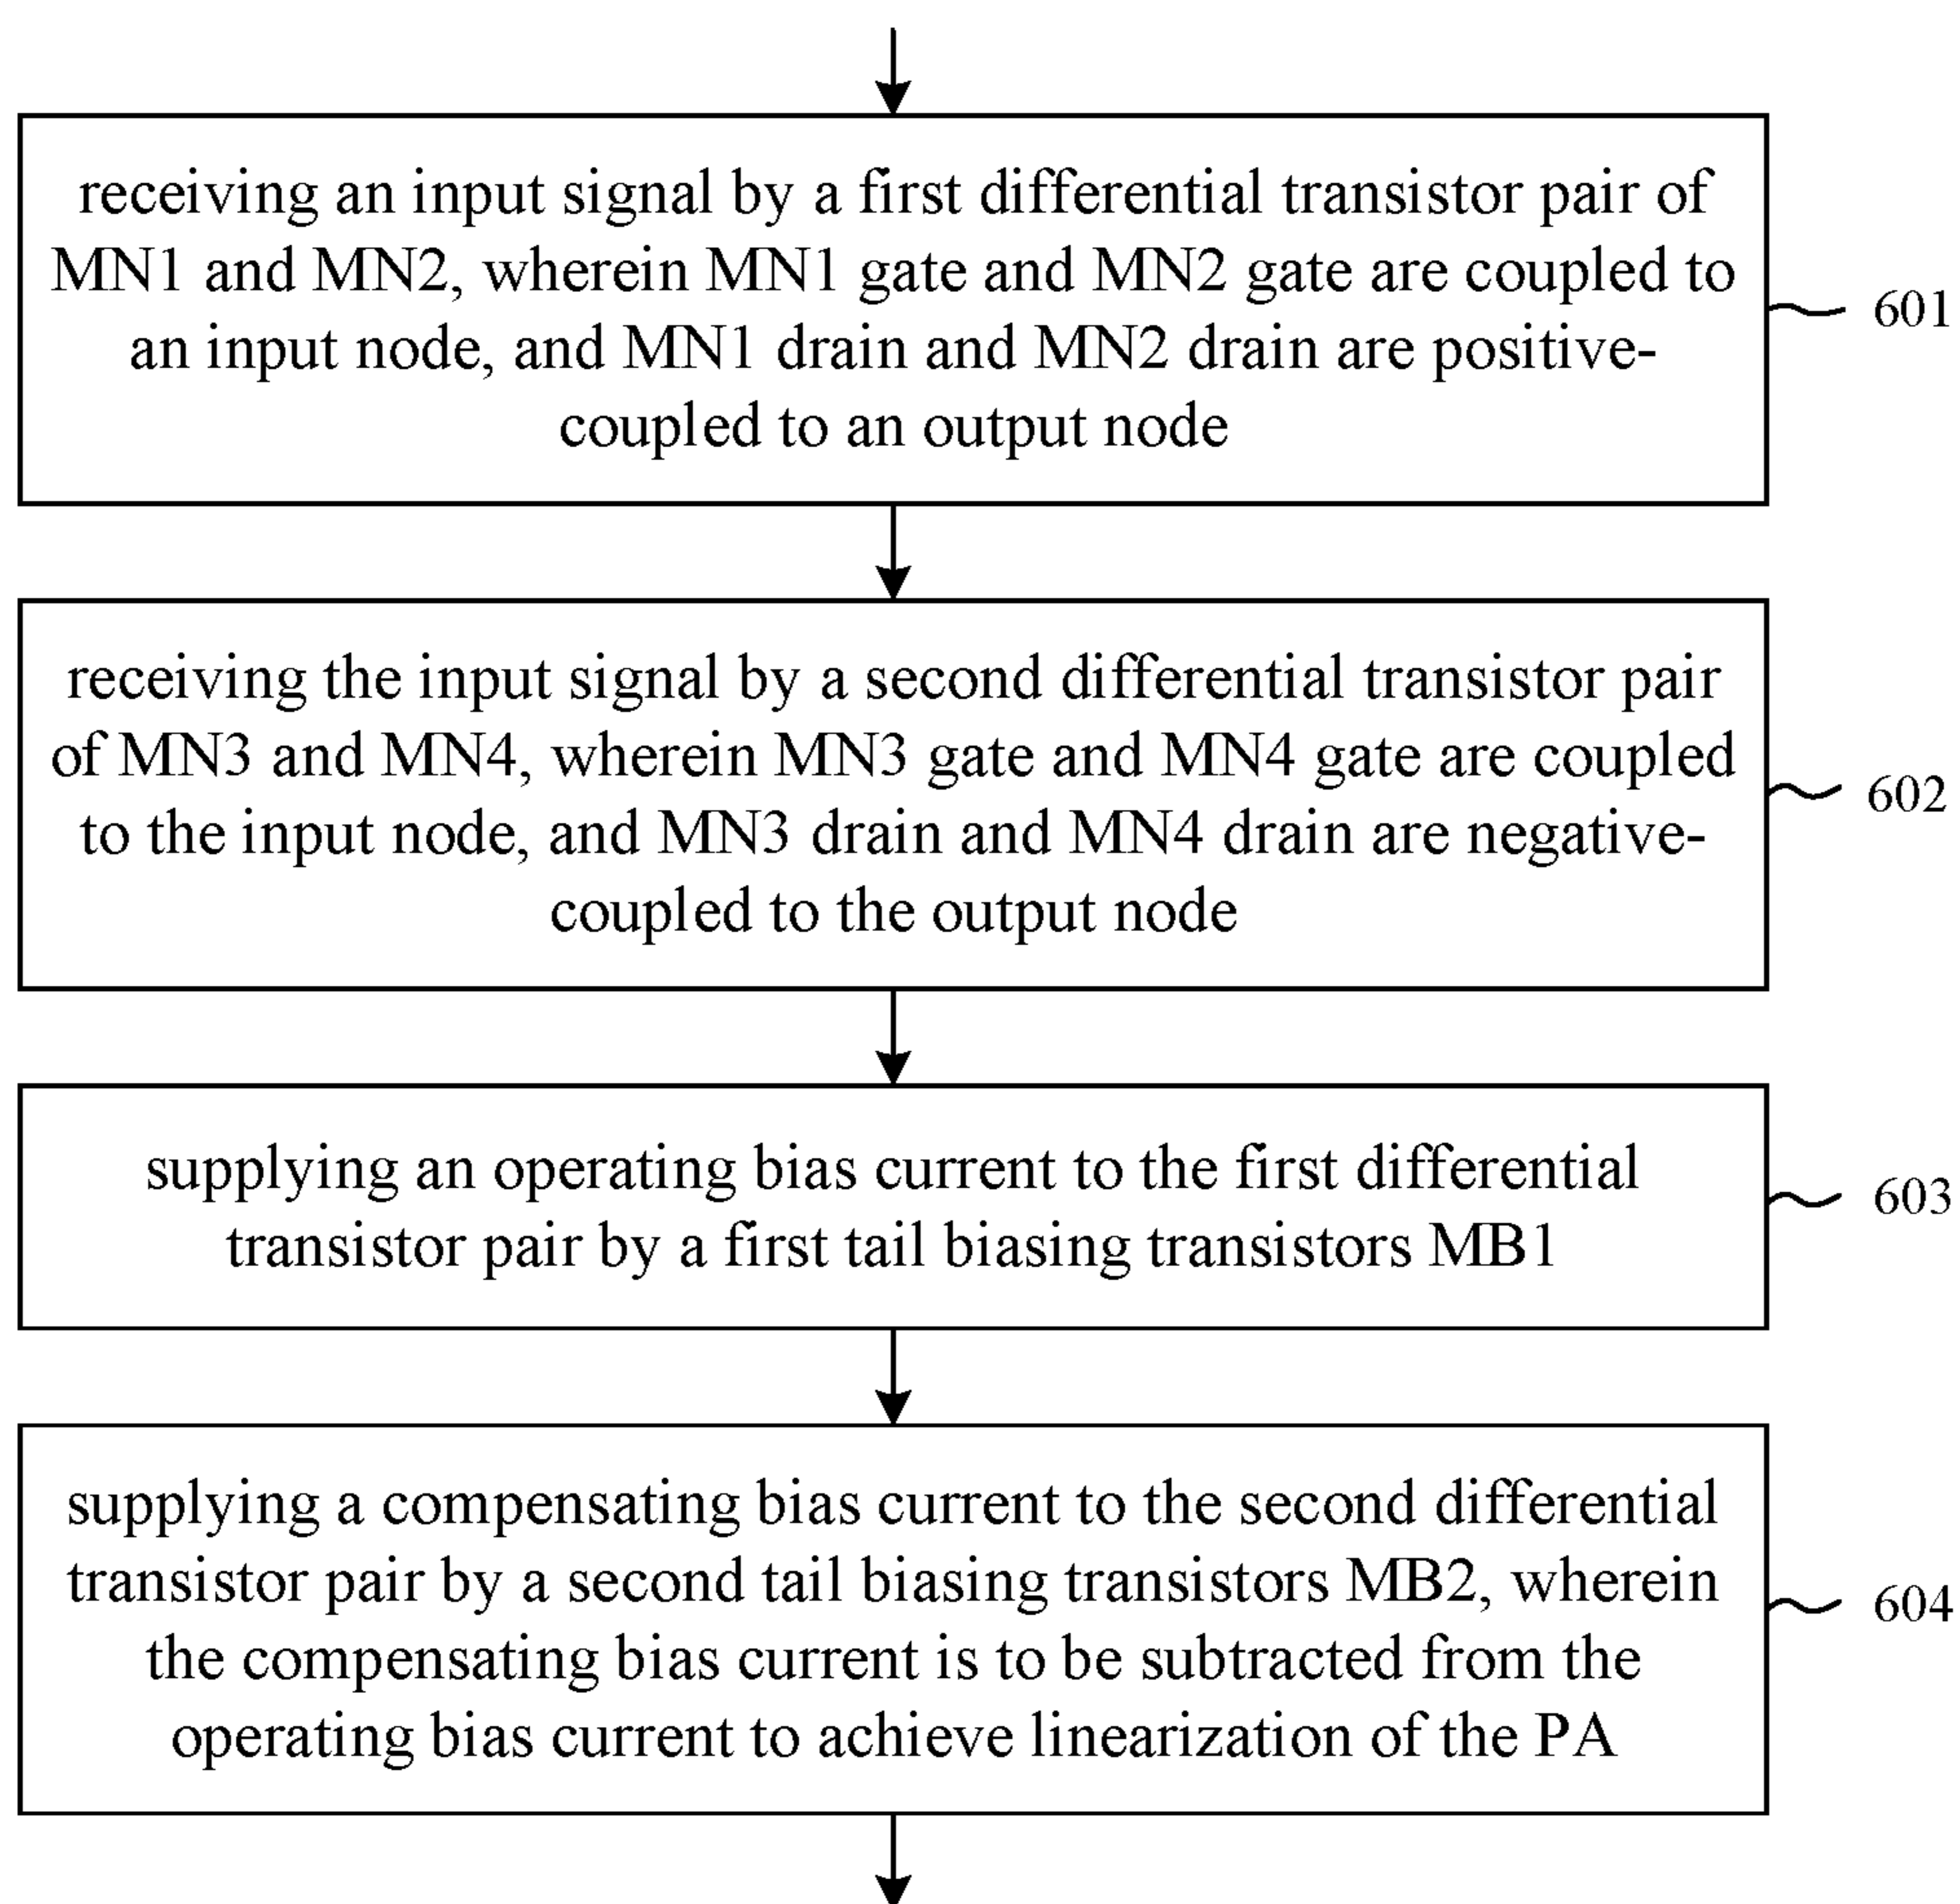 receiving an input signal by a first differential transistor pair of
MN1 and MN2, wherein MN1 gate and MN2 gate are coupled to
an input node, and MN1 drain and MN2 drain are positive-
coupled to an output node
601
receiving the input signal by a second differential transistor pair
of MN3 and MN4, wherein MN3 gate and MN4 gate are coupled
to the input node, and MN3 drain and MN4 drain are negative-
coupled to the output node
602
supplying an operating bias current to the first differential
transistor pair by a first tail biasing transistors MB1
603
supplying a compensating bias current to the second differential
transistor pair by a second tail biasing transistors MB2, wherein
the compensating bias current is to be subtracted from the
operating bias current to achieve linearization of the PA
604